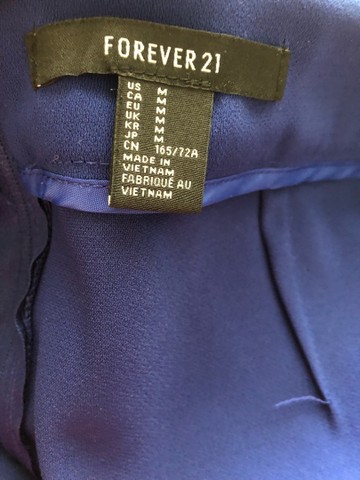 FOREVER 21
US M
CA M
EU M
UK M
KR M
JP M
CN 165/72A
MADE IN
VIETNAM
FABRIQUÉ AU
VIETNAM